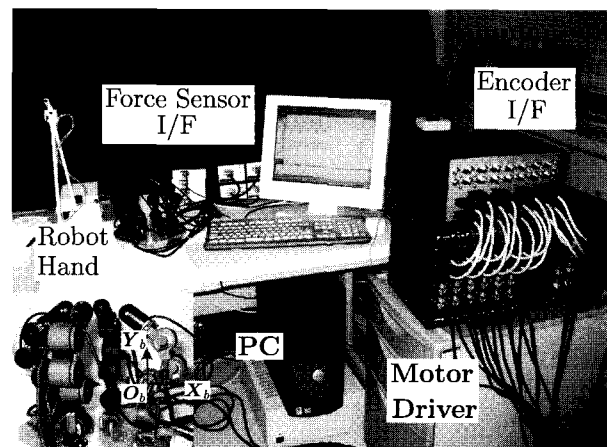 Force Sensor
I/F
Encoder
I/F
Robot
Hand
Y_b
PC
O_b
X_b
Motor
Driver